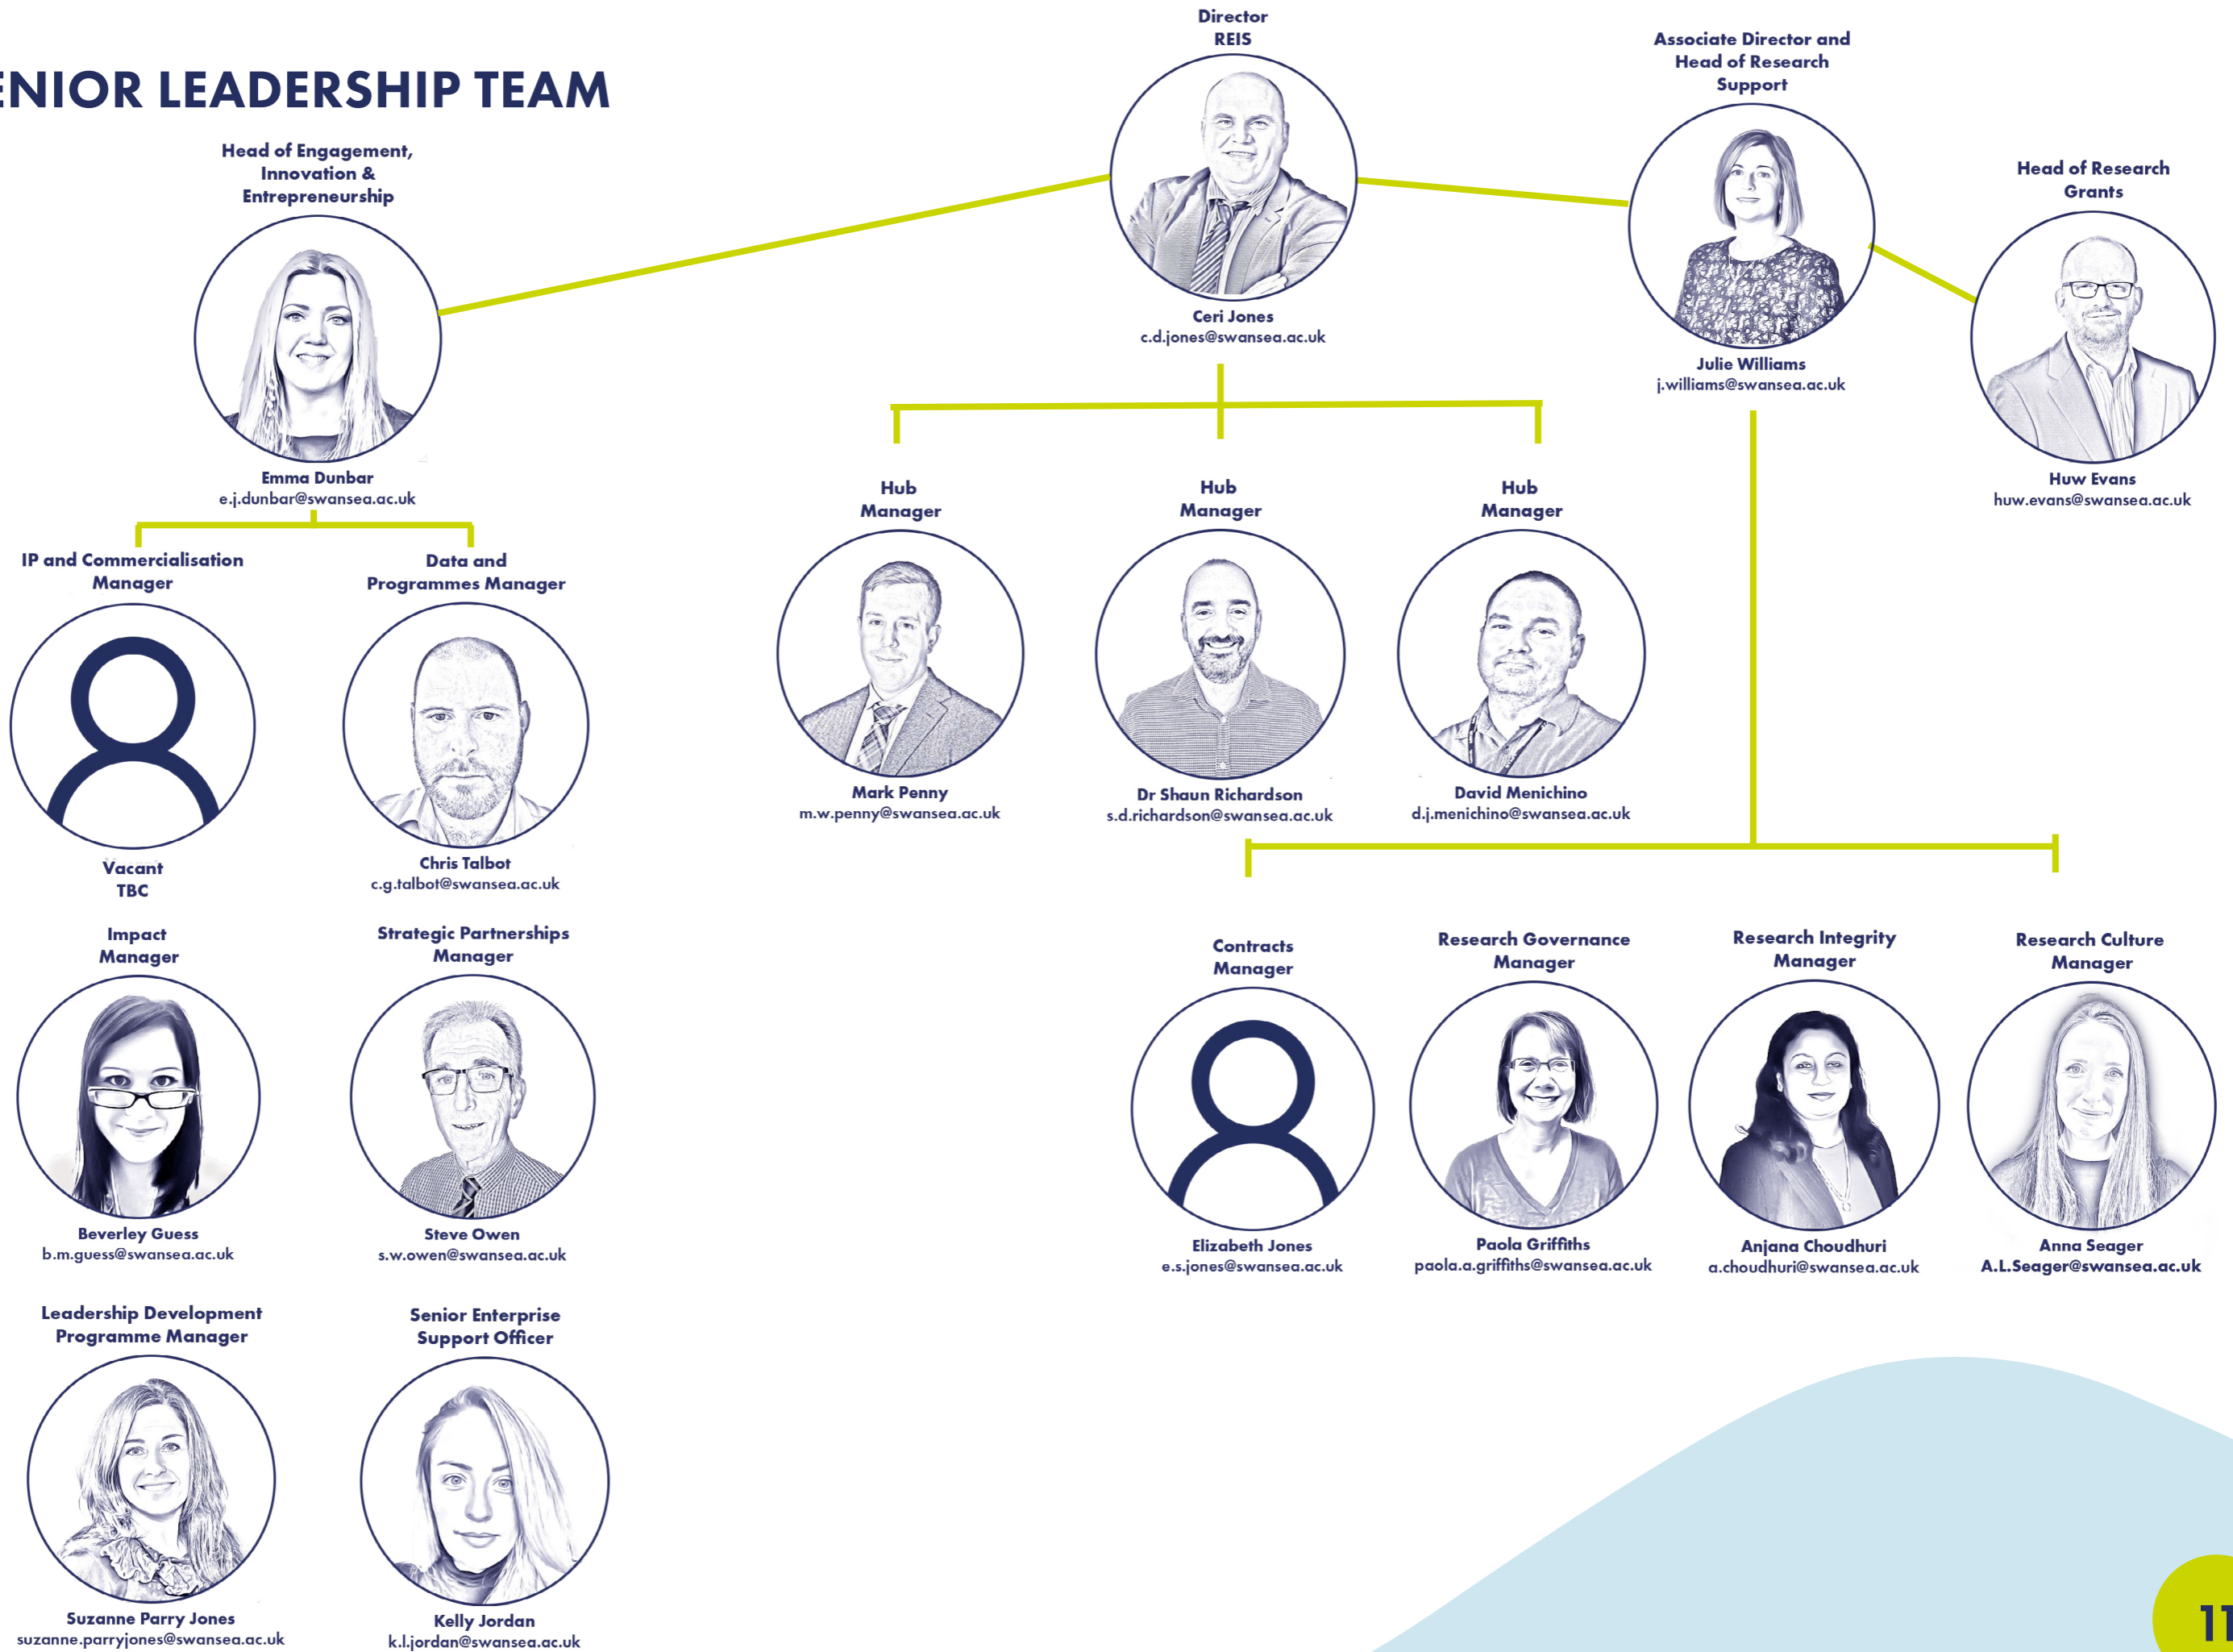 ENIOR LEADERSHIP TEAM
Director
REIS
Ceri Jones
c.d.jones@swansea.ac.uk
Associate Director and
Head of Research
Support
Julie Williams
j.williams@swansea.ac.uk
Head of Research
Grants
Huw Evans
huw.evans@swansea.ac.uk
Head of Engagement,
Innovation &
Entrepreneurship
Emma Dunbar
e.j.dunbar@swansea.ac.uk
IP and Commercialisation
Manager
Vacant
TBC
Data and
Programmes Manager
Chris Talbot
c.g.talbot@swansea.ac.uk
Hub
Manager
Mark Penny
m.w.penny@swansea.ac.uk
Hub
Manager
Dr Shaun Richardson
s.d.richardson@swansea.ac.uk
Hub
Manager
David Menichino
d.j.menichino@swansea.ac.uk
Impact
Manager
Beverley Guess
b.m.guess@swansea.ac.uk
Strategic Partnerships
Manager
Steve Owen
s.w.owen@swansea.ac.uk
Contracts
Manager
Elizabeth Jones
e.s.jones@swansea.ac.uk
Research Governance
Manager
Paola Griffiths
paola.a.griffiths@swansea.ac.uk
Research Integrity
Manager
Anjana Choudhuri
a.choudhuri@swansea.ac.uk
Research Culture
Manager
Anna Seager
A.L.Seager@swansea.ac.uk
Leadership Development
Programme Manager
Suzanne Parry Jones
suzanne.parryjones@swansea.ac.uk
Senior Enterprise
Support Officer
Kelly Jordan
k.l.jordan@swansea.ac.uk
11